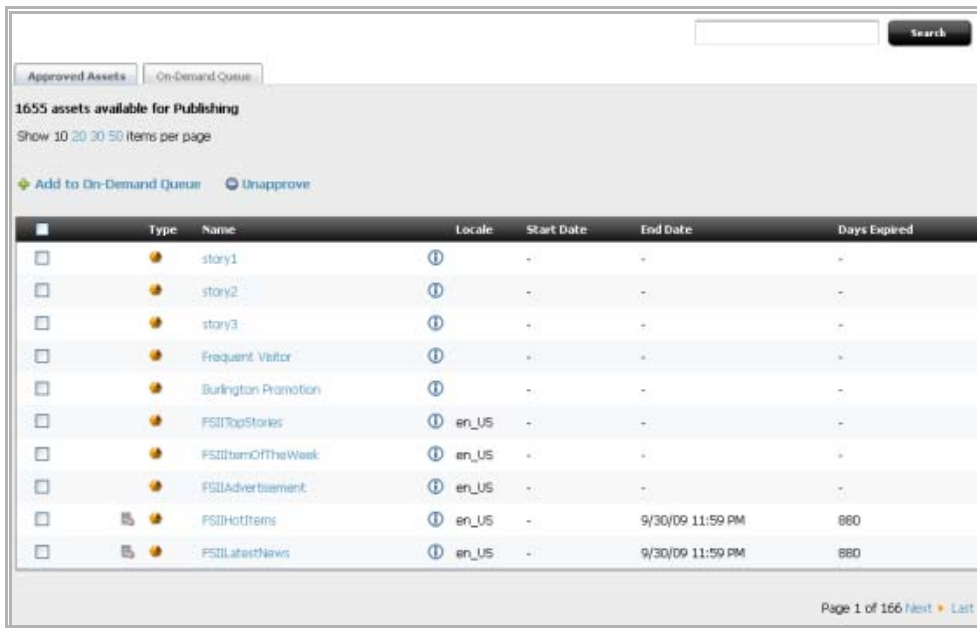 Search
Approved Assets On-Demand Queue
1655 assets available for Publishing
Show 10 20 30 50 items per page
Add to On-Demand Queue Unapprove
Type Name Locale Start Date End Date Days Expired
story1 - - -
story2 - - -
story3 - - -
Frequent Visitor - - -
Burlington Promotion - - -
FSIITopStories en_US - - -
FSIIItemOfTheWeek en_US - - -
FSIIAdvertisement en_US - - -
FSIIHotItems en_US - 9/30/09 11:59 PM 880
FSIILatestNews en_US - 9/30/09 11:59 PM 880
Page 1 of 166 Next Last